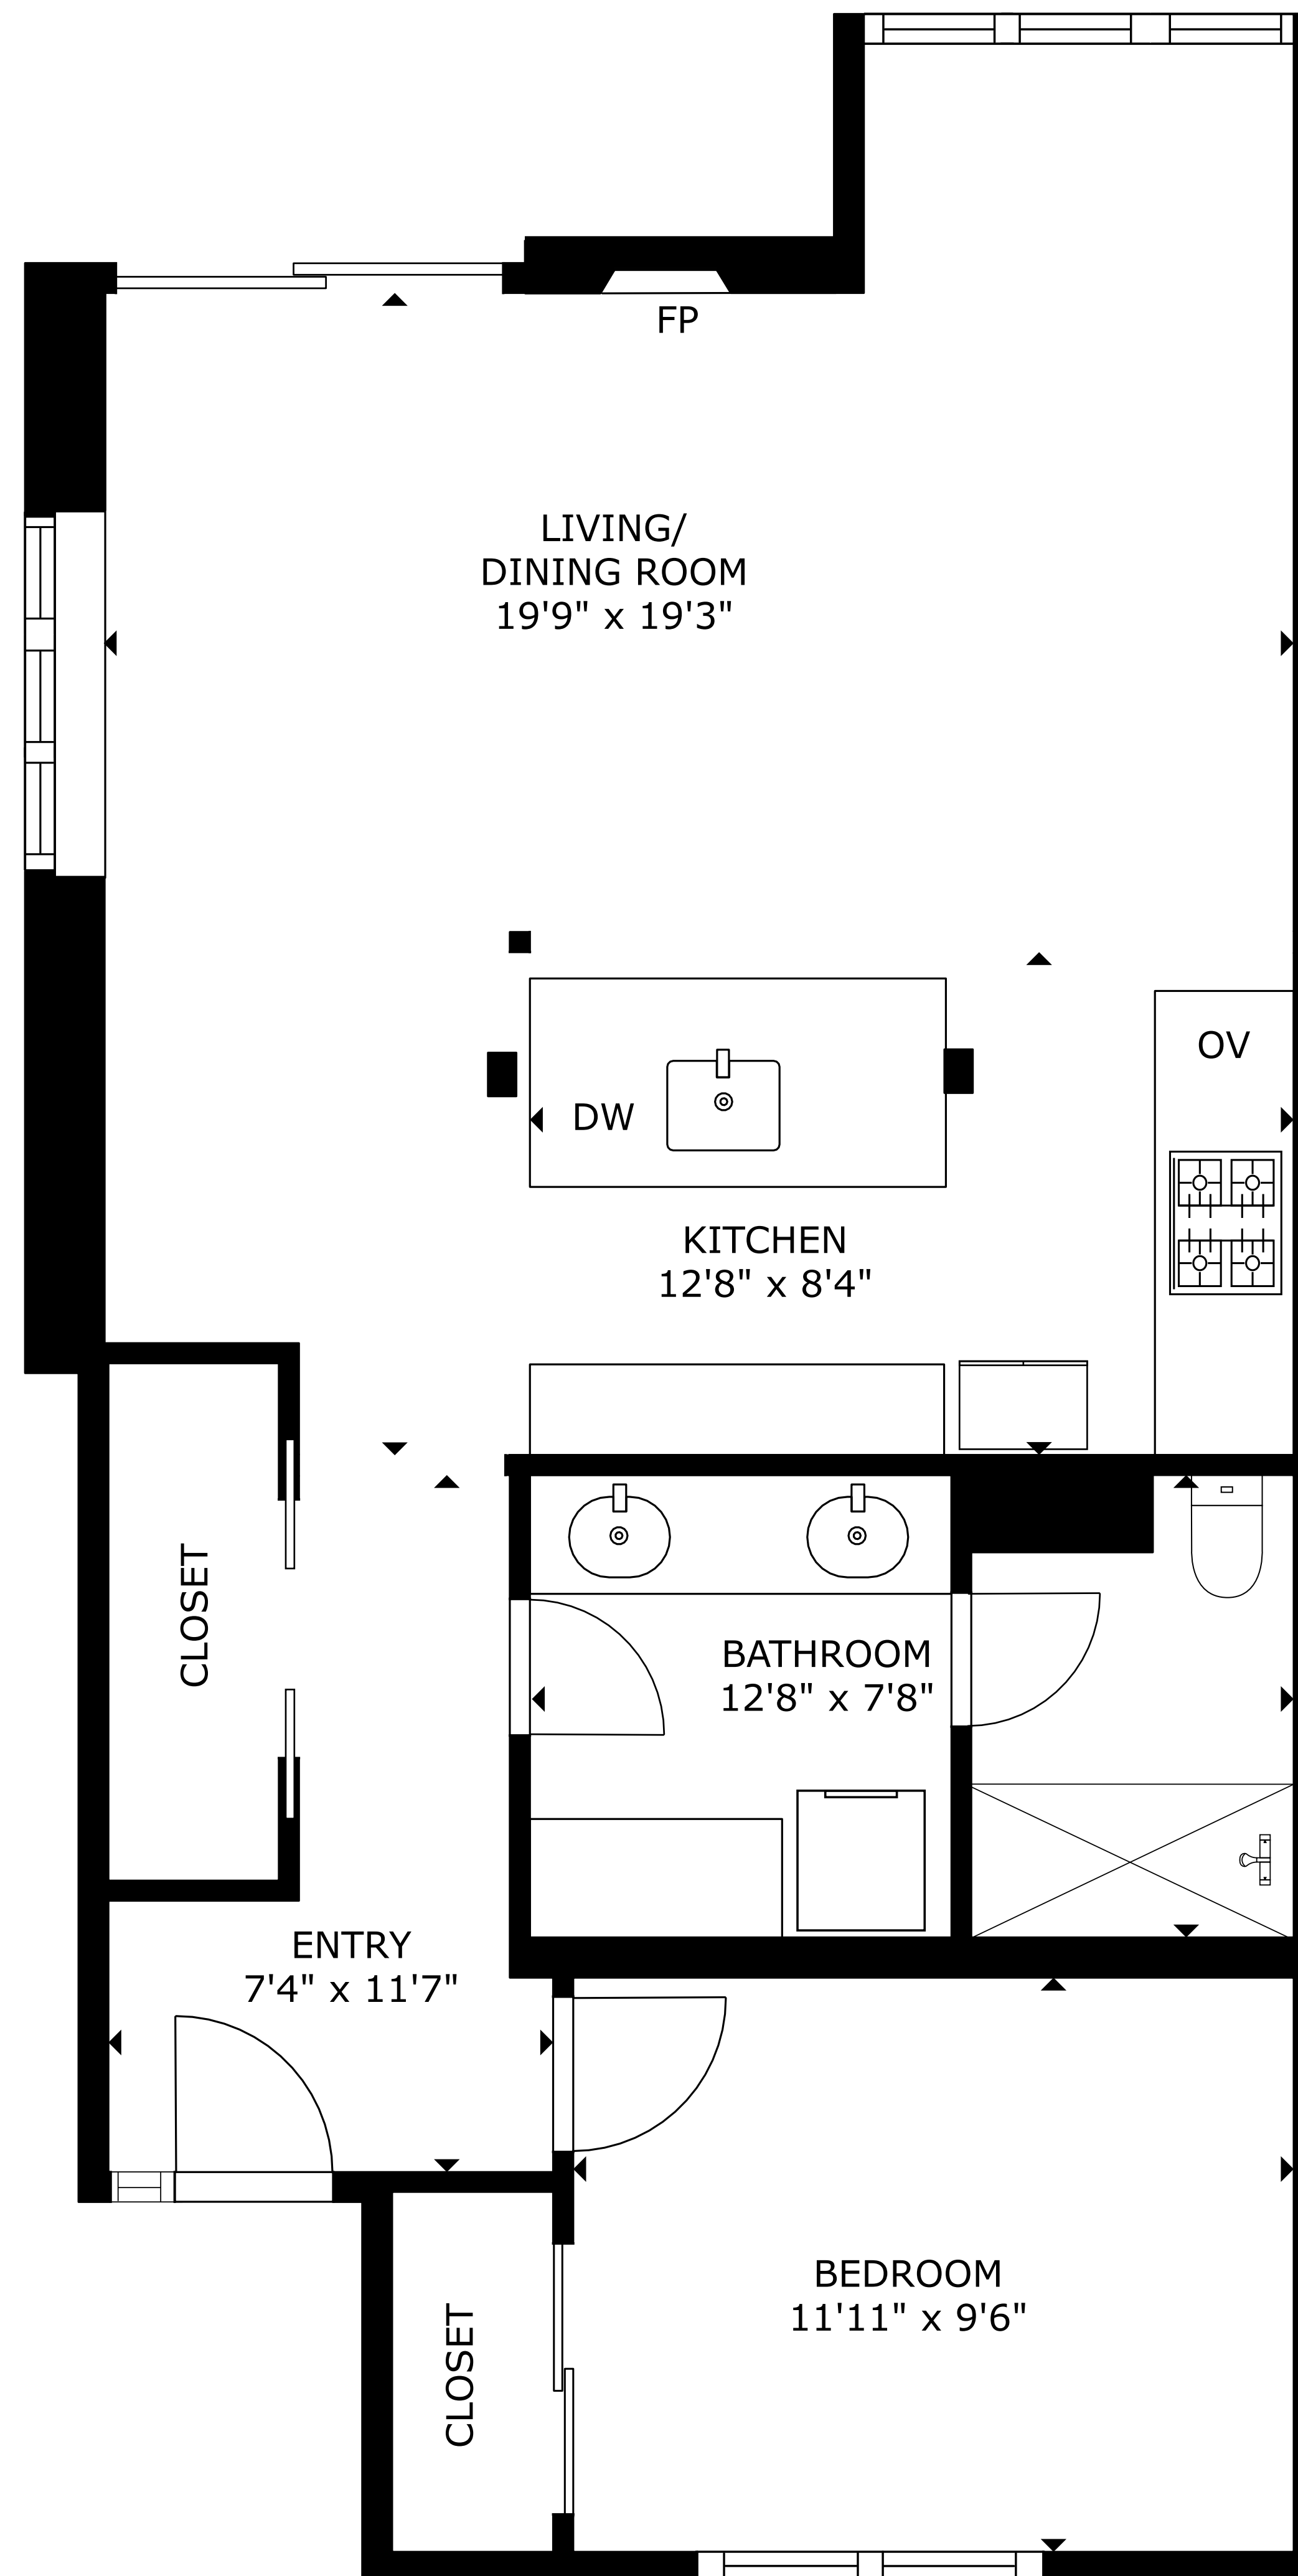 FP
LIVING/
DINING ROOM
19'9" x 19'3"
OV
DW
KITCHEN
12'8" x 8'4"
CLOSET
BATHROOM
12'8" x 7'8"
ENTRY
7'4" x 11'7"
BEDROOM
11'11" x 9'6"
CLOSET